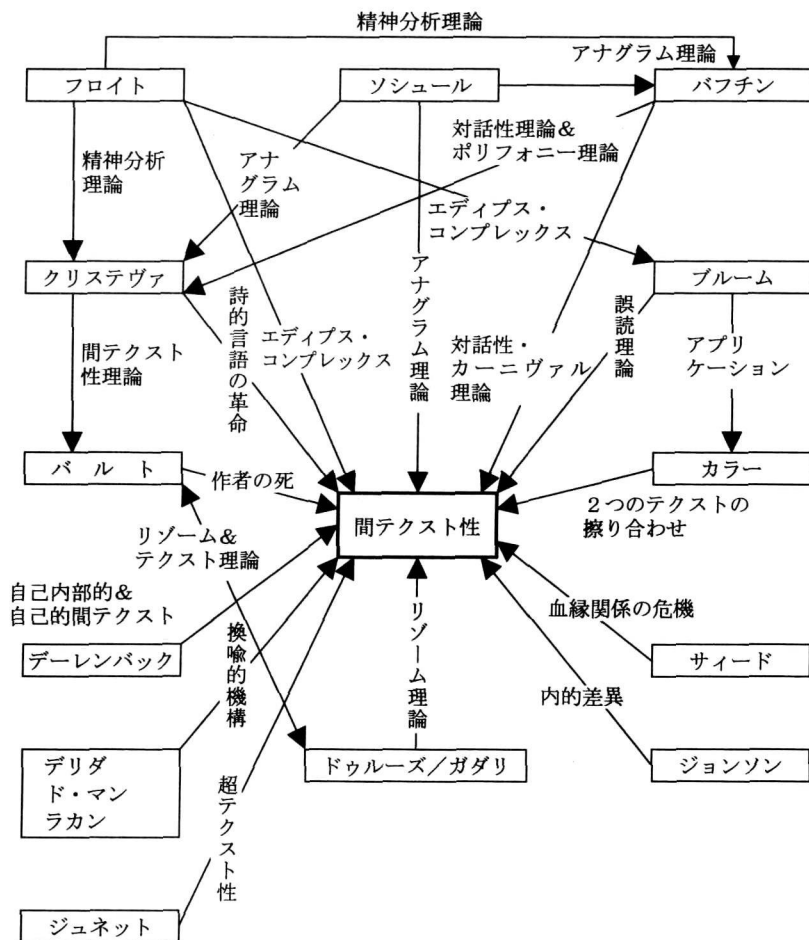 精神分析理論
アナグラム理論
フロイト
ソシュール
バフチン
精神分析
理論
アナ
グラム
理論
対話性理論&
ポリフォニー理論
エディプス・
コンプレックス
クリステヴァ
ブルーム
間テクスト
性理論
詩的言語の革命
エディプス・
コンプレックス
アナグラム理論
対話性・
カーニヴァル
理論
誤読理論
アプリ
ケーション
バルト
作者の死
カラー
間テクスト性
2つのテクストの
擦り合わせ
リゾーム&
テクスト理論
自己内部的&
自己的間テクスト
デーレンバック
換喩的機構
リゾーム理論
血縁関係の危機
サィード
内的差異
デリダ
ド・マン
ラカン
超テクスト性
ドゥルーズ/ガダリ
ジョンソン
ジュネット